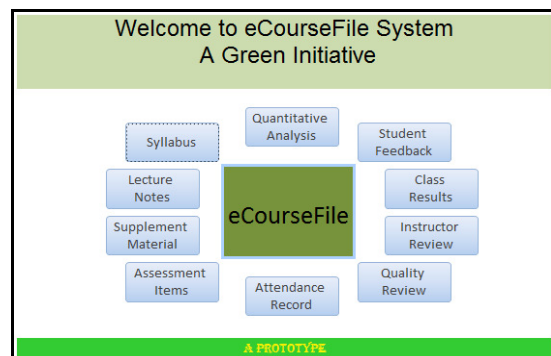 Welcome to eCourseFile System
A Green Initiative
Quantitative
Analysis
Syllabus
Student
Feedback
Lecture
Notes
Class
Results
eCourseFile
Supplement
Material
Instructor
Review
Assessment
Items
Quality
Review
Attendance
Record
A PROTOTYPE